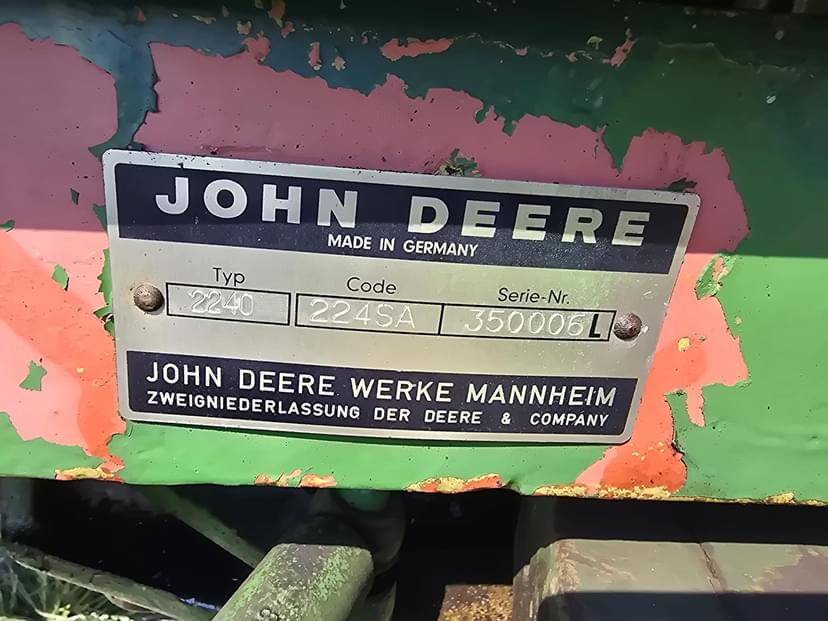 JOHN DEERE
MADE IN GERMANY
Typ Code Serie-Nr.
2240 224SA 350006L
JOHN DEERE WERKE MANNHEIM
ZWEIGNIEDERLASSUNG DER DEERE & COMPANY